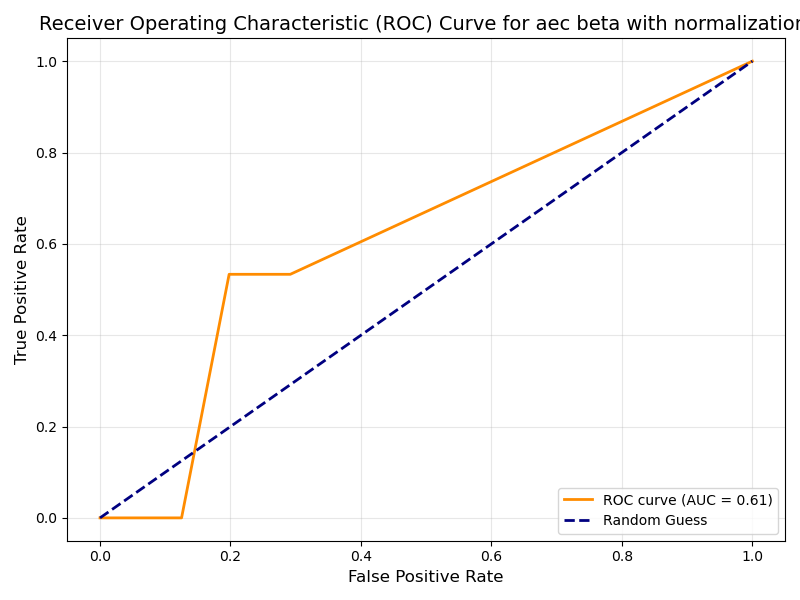 Receiver Operating Characteristic (ROC) Curve for aec beta with normalization
1.0
0.8
0.6
0.4
0.2
0.0
True Positive Rate
0.0 0.2 0.4 0.6 0.8 1.0
False Positive Rate
ROC curve (AUC = 0.61)
Random Guess